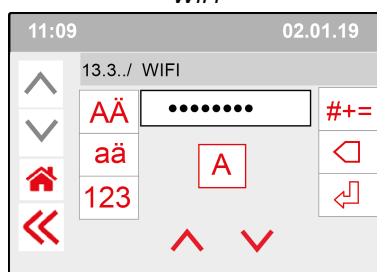 WIFI
11:09 02.01.19
13.3../ WIFI
AÄ •••••••• #+=
aä A
123